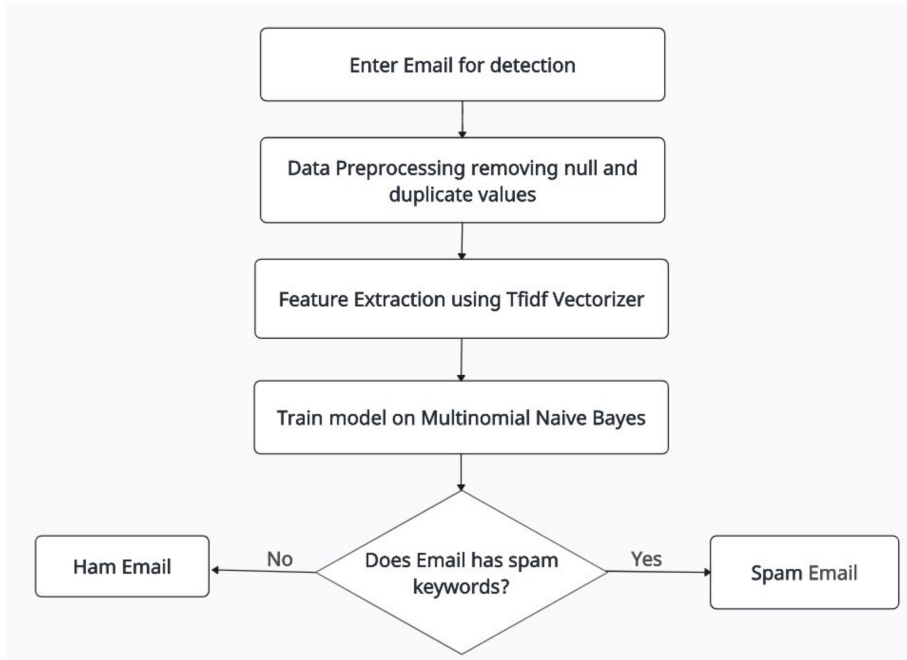 Enter Email for detection
Data Preprocessing removing null and
duplicate values
Feature Extraction using Tfidf Vectorizer
Train model on Multinomial Naive Bayes
Does Email has spam
keywords?
No
Yes
Ham Email
Spam Email